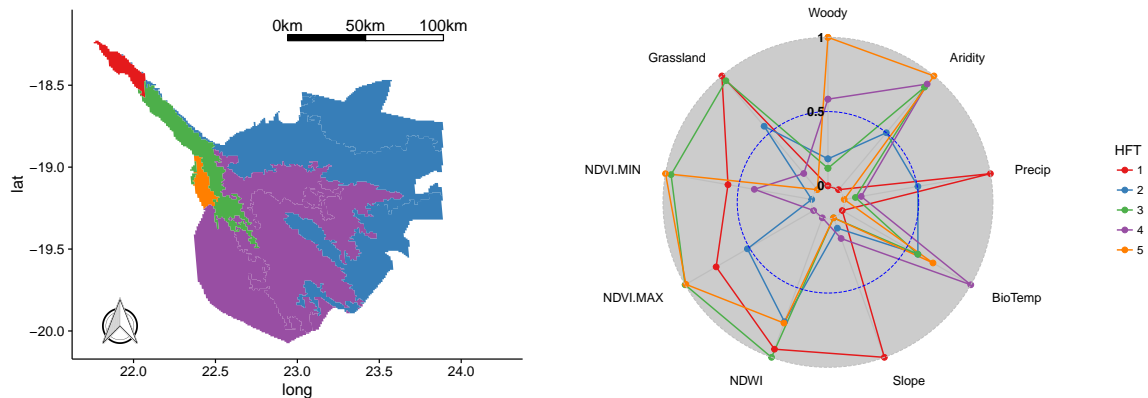 0km 50km 100km
−18.5
−19.0
−19.5
−20.0
lat
22.0 22.5 23.0 23.5 24.0
long
Woody
Aridity
Precip
BioTemp
Slope
NDWI
NDVI.MAX
NDVI.MIN
Grassland
1
0.5
0
HFT
1
2
3
4
5